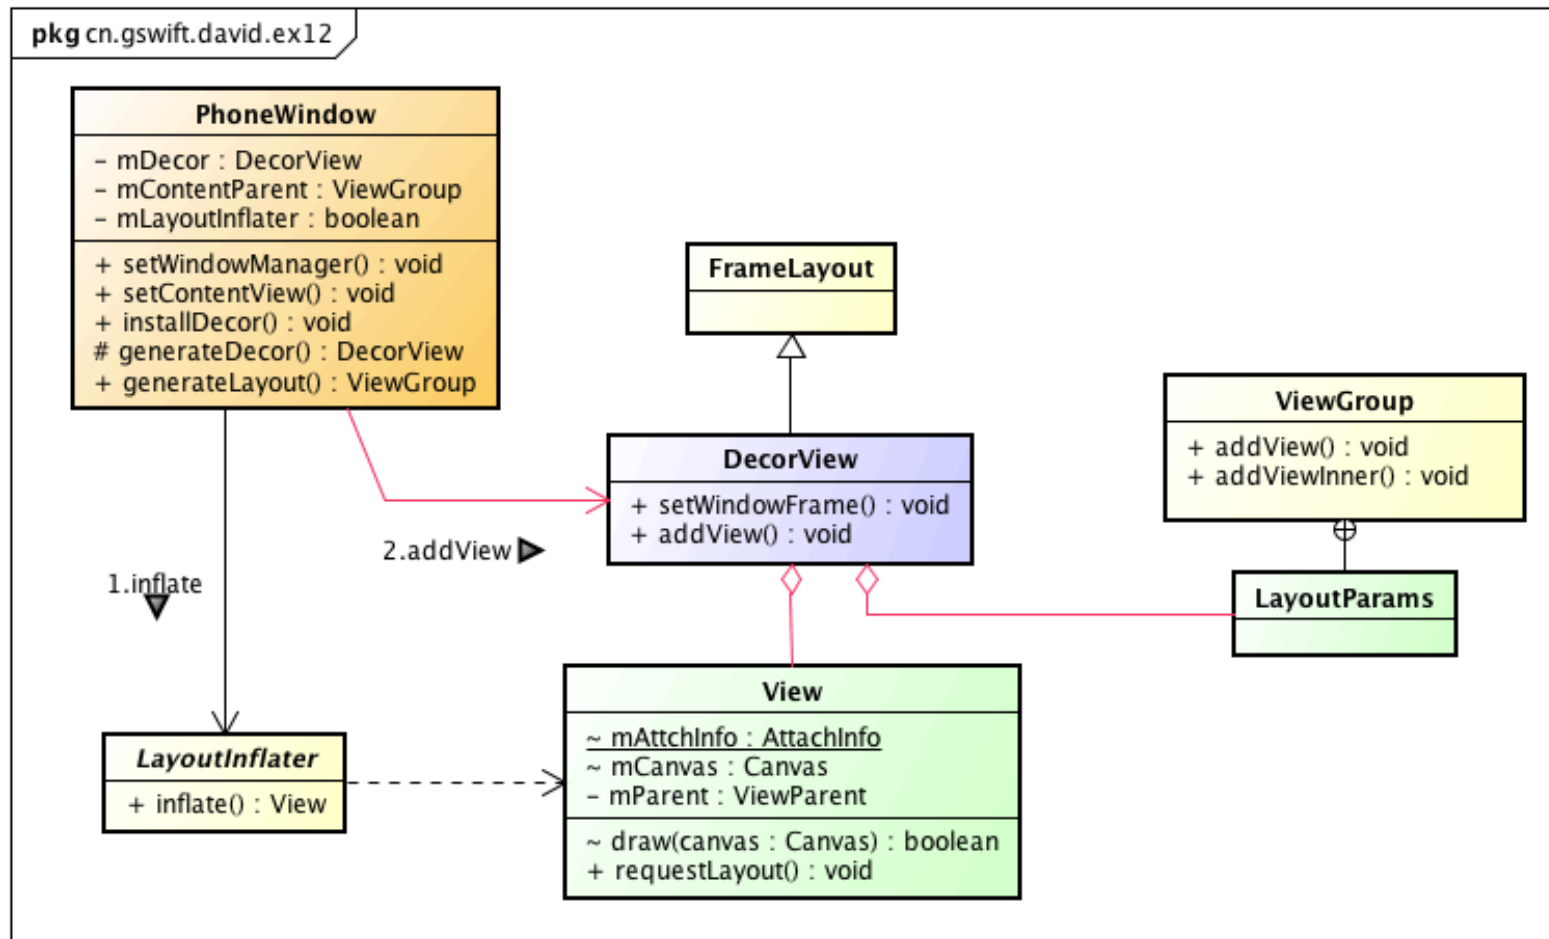 pkg cn.gswift.david.ex12
PhoneWindow
- mDecor : DecorView
- mContentParent : ViewGroup
- mLayoutInflater : boolean
+ setWindowManager() : void
+ setContentView() : void
+ installDecor() : void
# generateDecor() : DecorView
+ generateLayout() : ViewGroup
FrameLayout
ViewGroup
+ addView() : void
+ addViewInner() : void
DecorView
+ setWindowFrame() : void
+ addView() : void
2.addView
1.inflate
LayoutParams
View
~ mAttchInfo : AttachInfo
~ mCanvas : Canvas
- mParent : ViewParent
~ draw(canvas : Canvas) : boolean
+ requestLayout() : void
LayoutInflater
+ inflate() : View